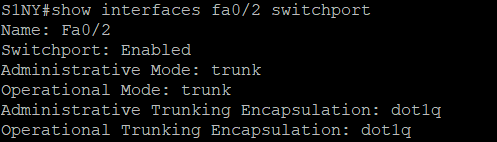 S1NY#show interfaces fa0/2 switchport
Name: Fa0/2
Switchport: Enabled
Administrative Mode: trunk
Operational Mode: trunk
Administrative Trunking Encapsulation: dot1q
Operational Trunking Encapsulation: dot1q